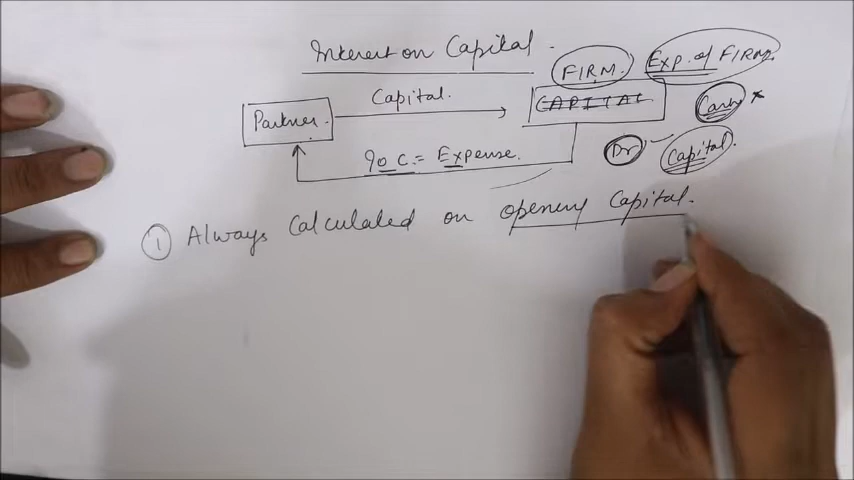 Interest on Capital.
FIRM. Exp. of FIRM.
Partner. Capital. CAPITAL Cash x
IOC = Expense. Dr Capital.
① Always Calculated on opening Capital.